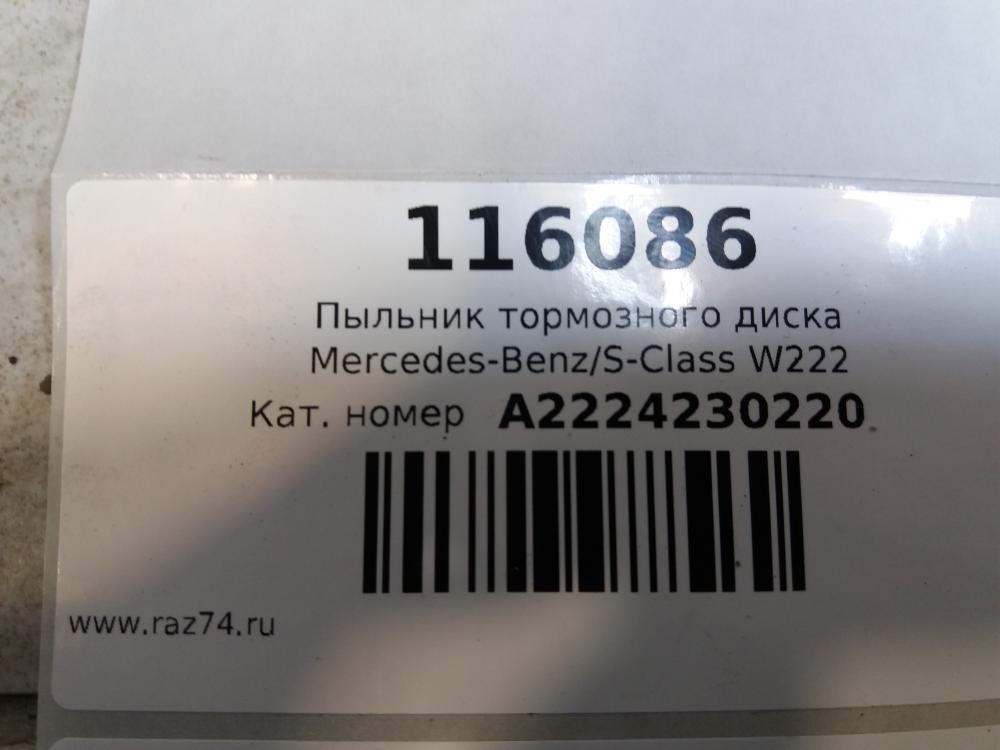 116086
Пыльник тормозного диска
Mercedes-Benz/S-Class W222
Кат. номер A2224230220
www.raz74.ru